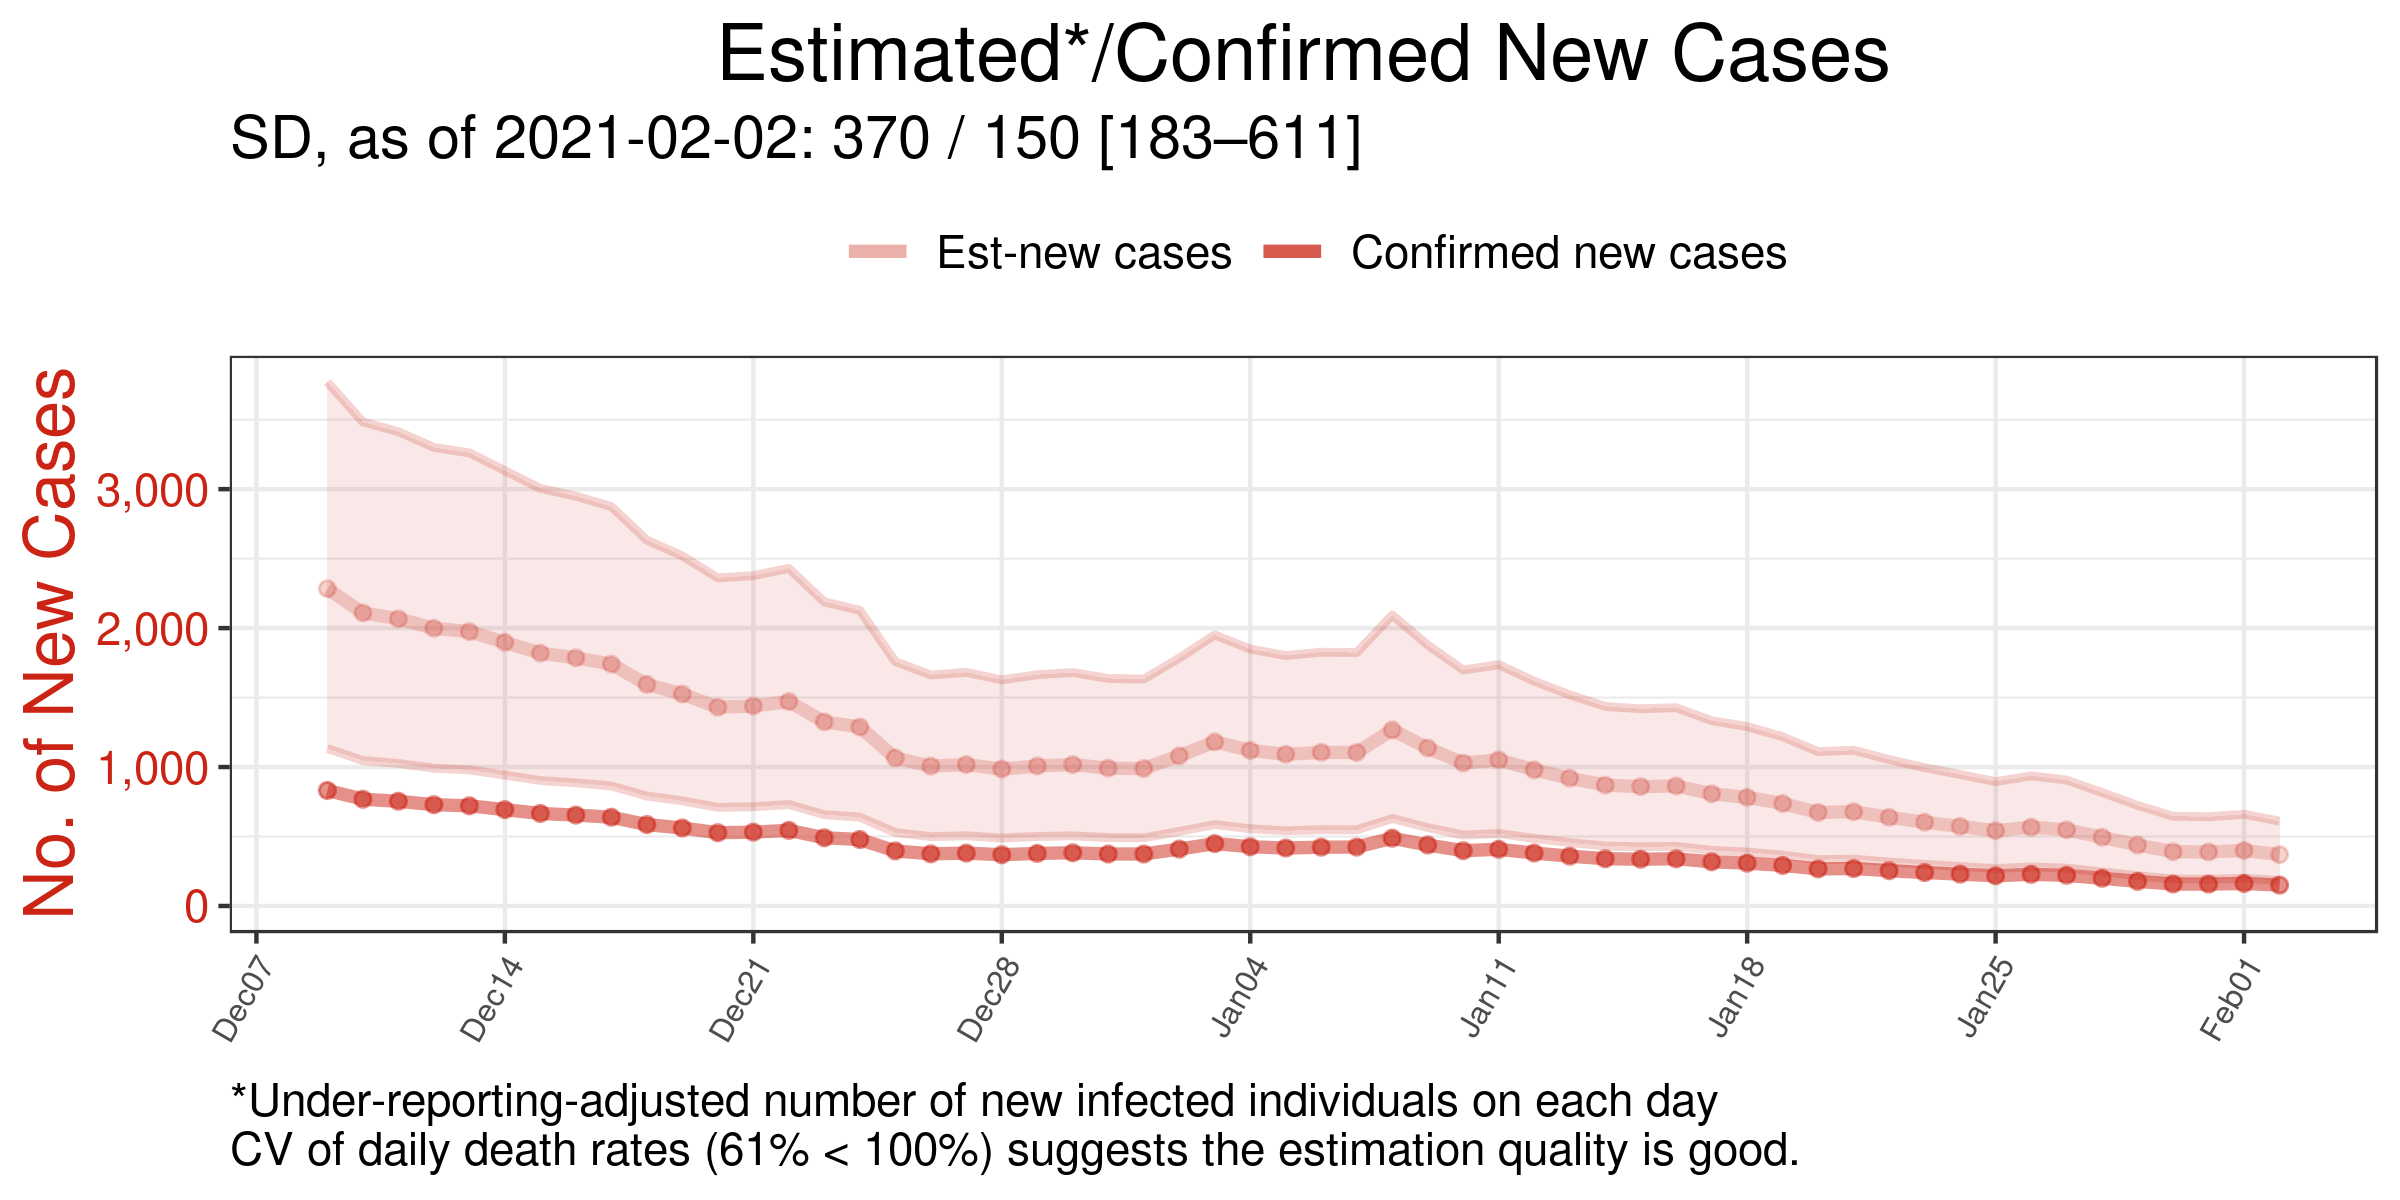 Estimated*/Confirmed New Cases
SD, as of 2021-02-02: 370 / 150 [183–611]
Est-new cases Confirmed new cases
No. of New Cases
3,000
2,000
1,000
0
Dec07 Dec14 Dec21 Dec28 Jan04 Jan11 Jan18 Jan25 Feb01
*Under-reporting-adjusted number of new infected individuals on each day
CV of daily death rates (61% < 100%) suggests the estimation quality is good.